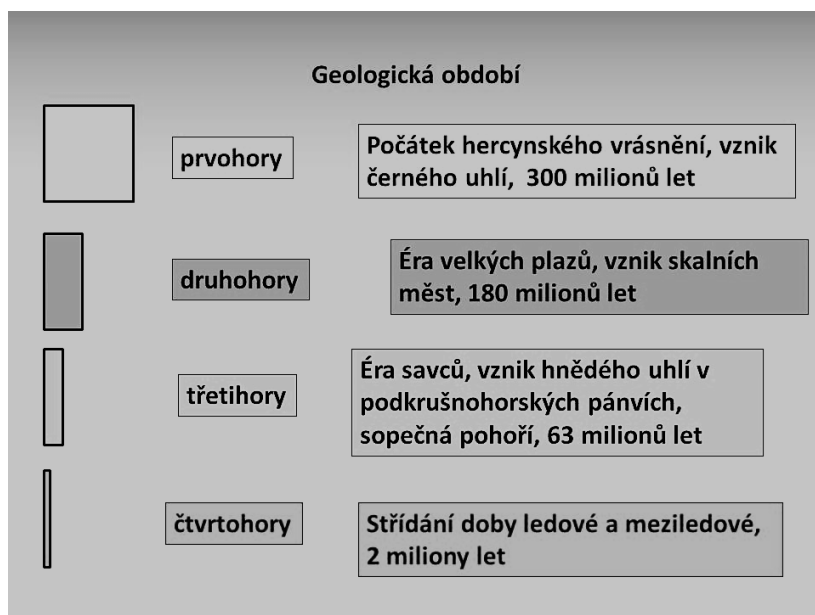 Geologická období
prvohory
Počátek hercynského vrásnění, vznik
černého uhlí, 300 milionů let
druhohory
Éra velkých plazů, vznik skalních
měst, 180 milionů let
třetihory
Éra savců, vznik hnědého uhlí v
podkrušnohorských pánvích,
sopečná pohoří, 63 milionů let
čtvrtohory
Střídání doby ledové a meziledové,
2 miliony let